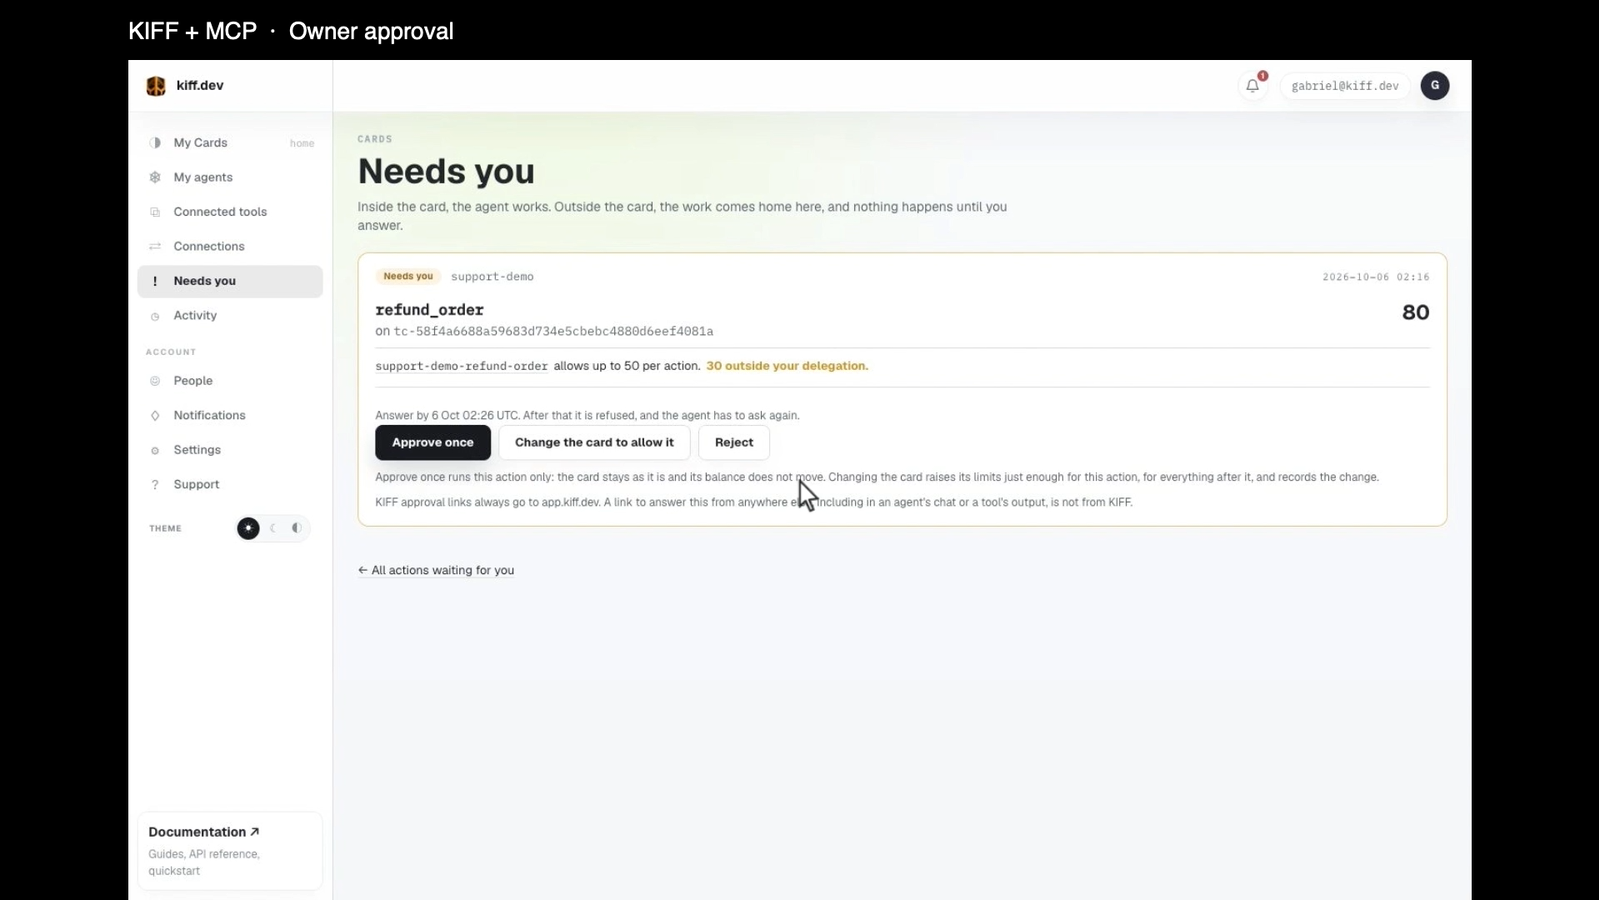 KIFF + MCP · Owner approval
kiff.dev
1
gabriel@kiff.dev
G
My Cards home
My agents
Connected tools
Connections
! Needs you
Activity
ACCOUNT
People
Notifications
Settings
? Support
THEME
Documentation ↗
Guides, API reference,
quickstart
CARDS
Needs you
Inside the card, the agent works. Outside the card, the work comes home here, and nothing happens until you
answer.
Needs you support-demo 2026-10-06 02:16
refund_order 80
on tc-58f4a6688a59683d734e5cbebc4880d6eef4081a
support-demo-refund-order allows up to 50 per action. 30 outside your delegation.
Answer by 6 Oct 02:26 UTC. After that it is refused, and the agent has to ask again.
Approve once Change the card to allow it Reject
Approve once runs this action only: the card stays as it is and its balance does not move. Changing the card raises its limits just enough for this action, for everything after it, and records the change.
KIFF approval links always go to app.kiff.dev. A link to answer this from anywhere including in an agent's chat or a tool's output, is not from KIFF.
← All actions waiting for you